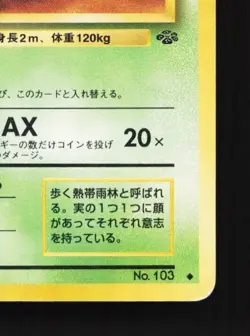 身長2m、体重120kg
び、このカードと入れ替える。
AX
20×
ギーの数だけコインを投げ
のダメージ。
歩く熱帯雨林と呼ばれ
る。実の1つ1つに顔
があってそれぞれ意志
を持っている。
No. 103 ◆